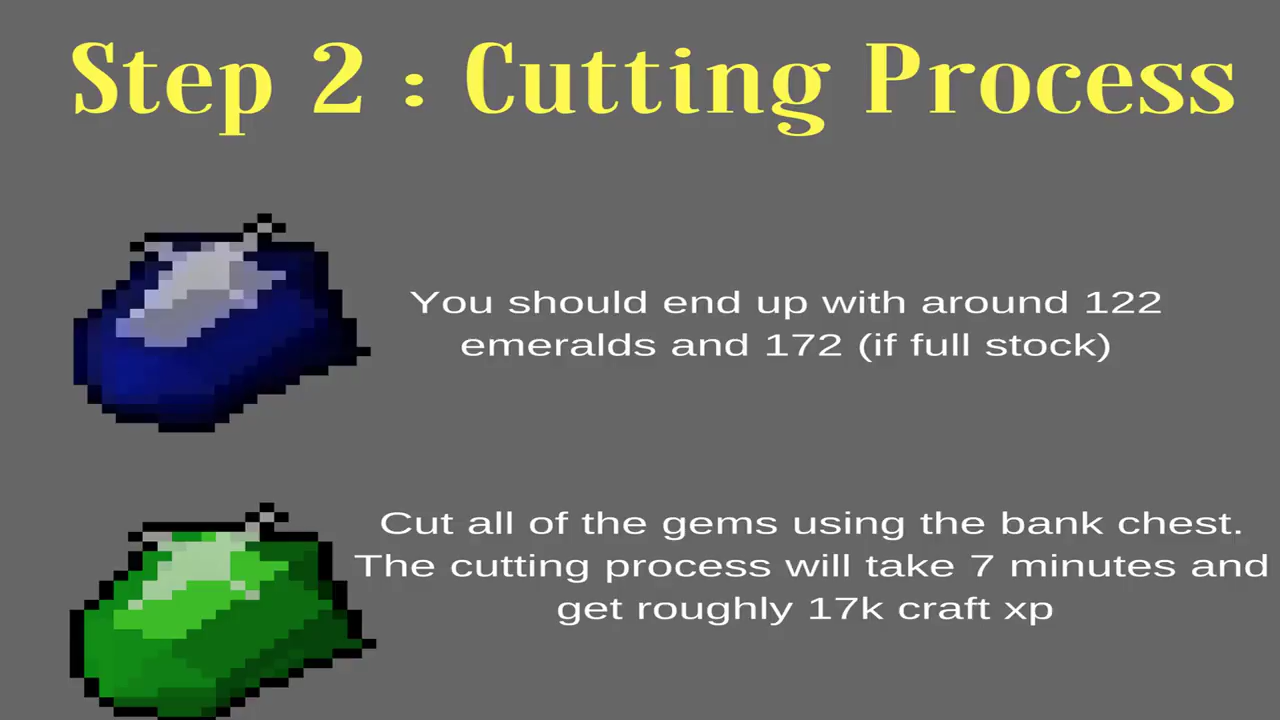 Step 2 : Cutting Process
You should end up with around 122
emeralds and 172 (if full stock)
Cut all of the gems using the bank chest.
The cutting process will take 7 minutes and
get roughly 17k craft xp